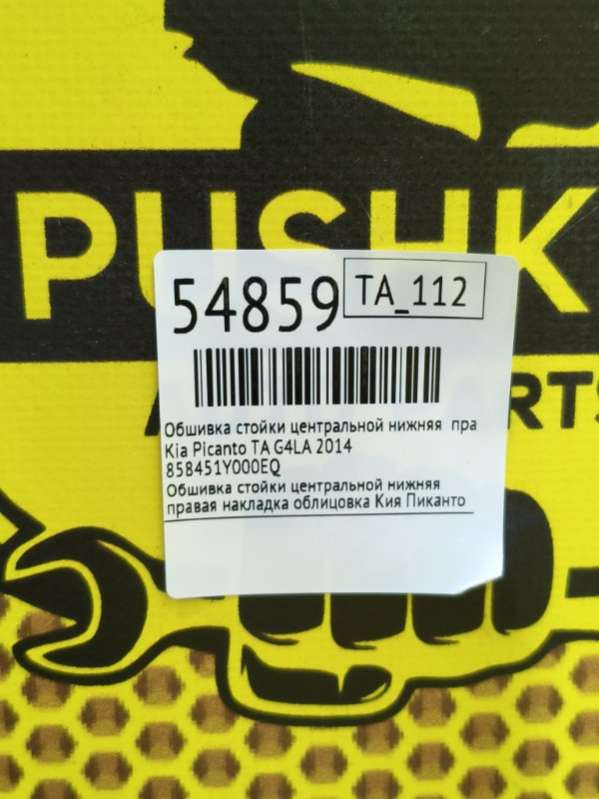 PUSHK
54859
TA_112
Обшивка стойки центральной нижняя пра
Kia Picanto TA G4LA 2014
858451Y000EQ
Обшивка стойки центральной нижняя
правая накладка облицовка Кия Пиканто